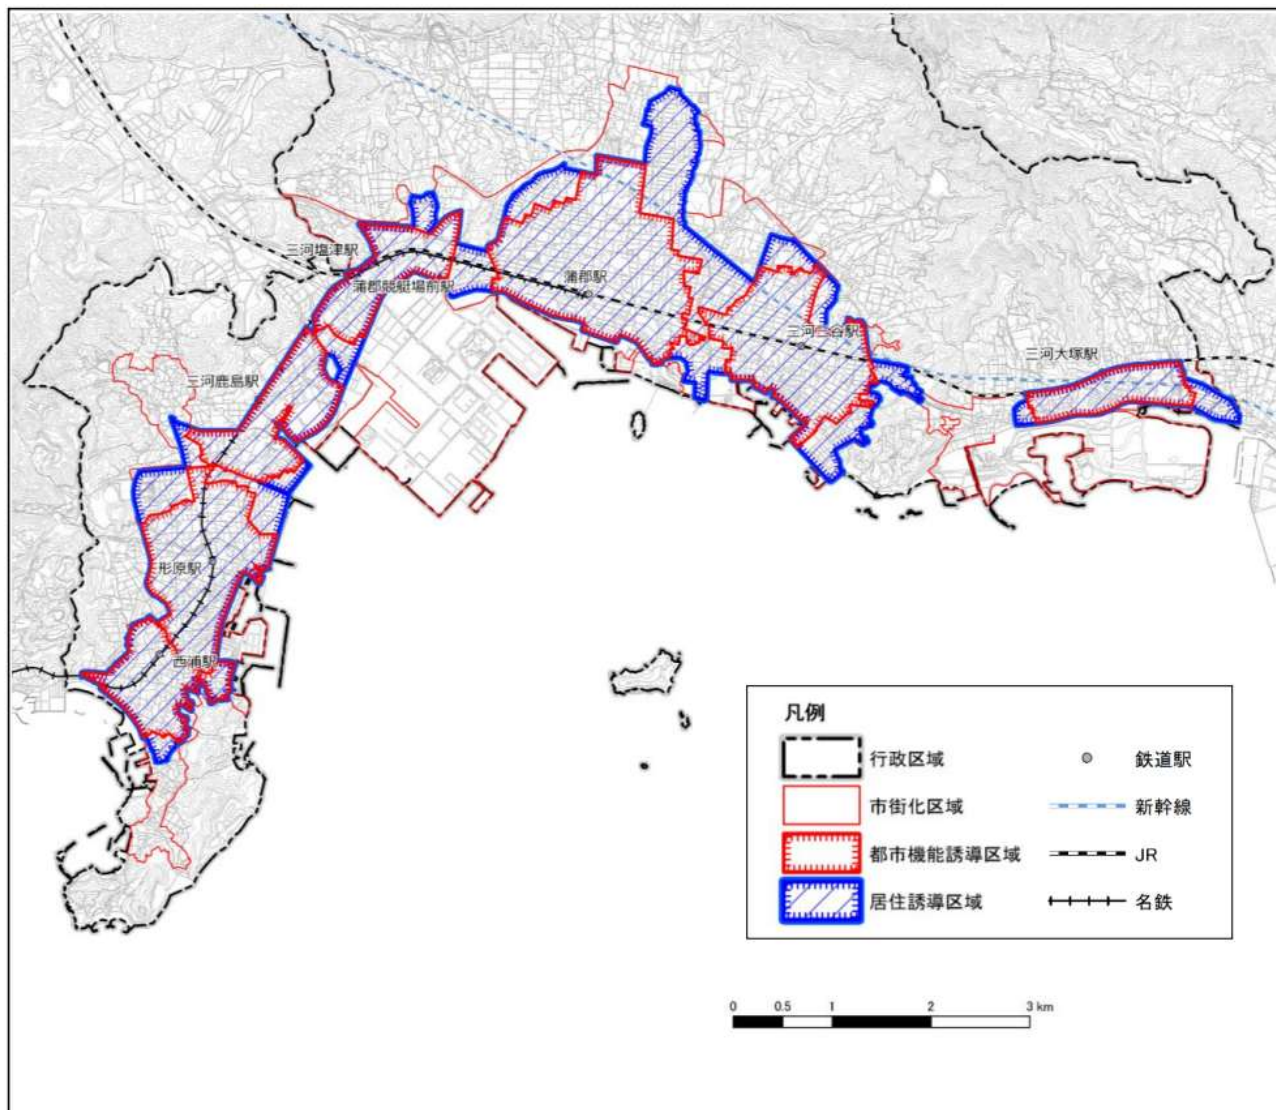 三河塩津駅
蒲郡競艇場前駅
蒲郡駅
三河三谷駅
三河大塚駅
三河鹿島駅
形原駅
西浦駅
凡例
行政区域
鉄道駅
市街化区域
新幹線
都市機能誘導区域
JR
居住誘導区域
名鉄
0 0.5 1 2 3 km